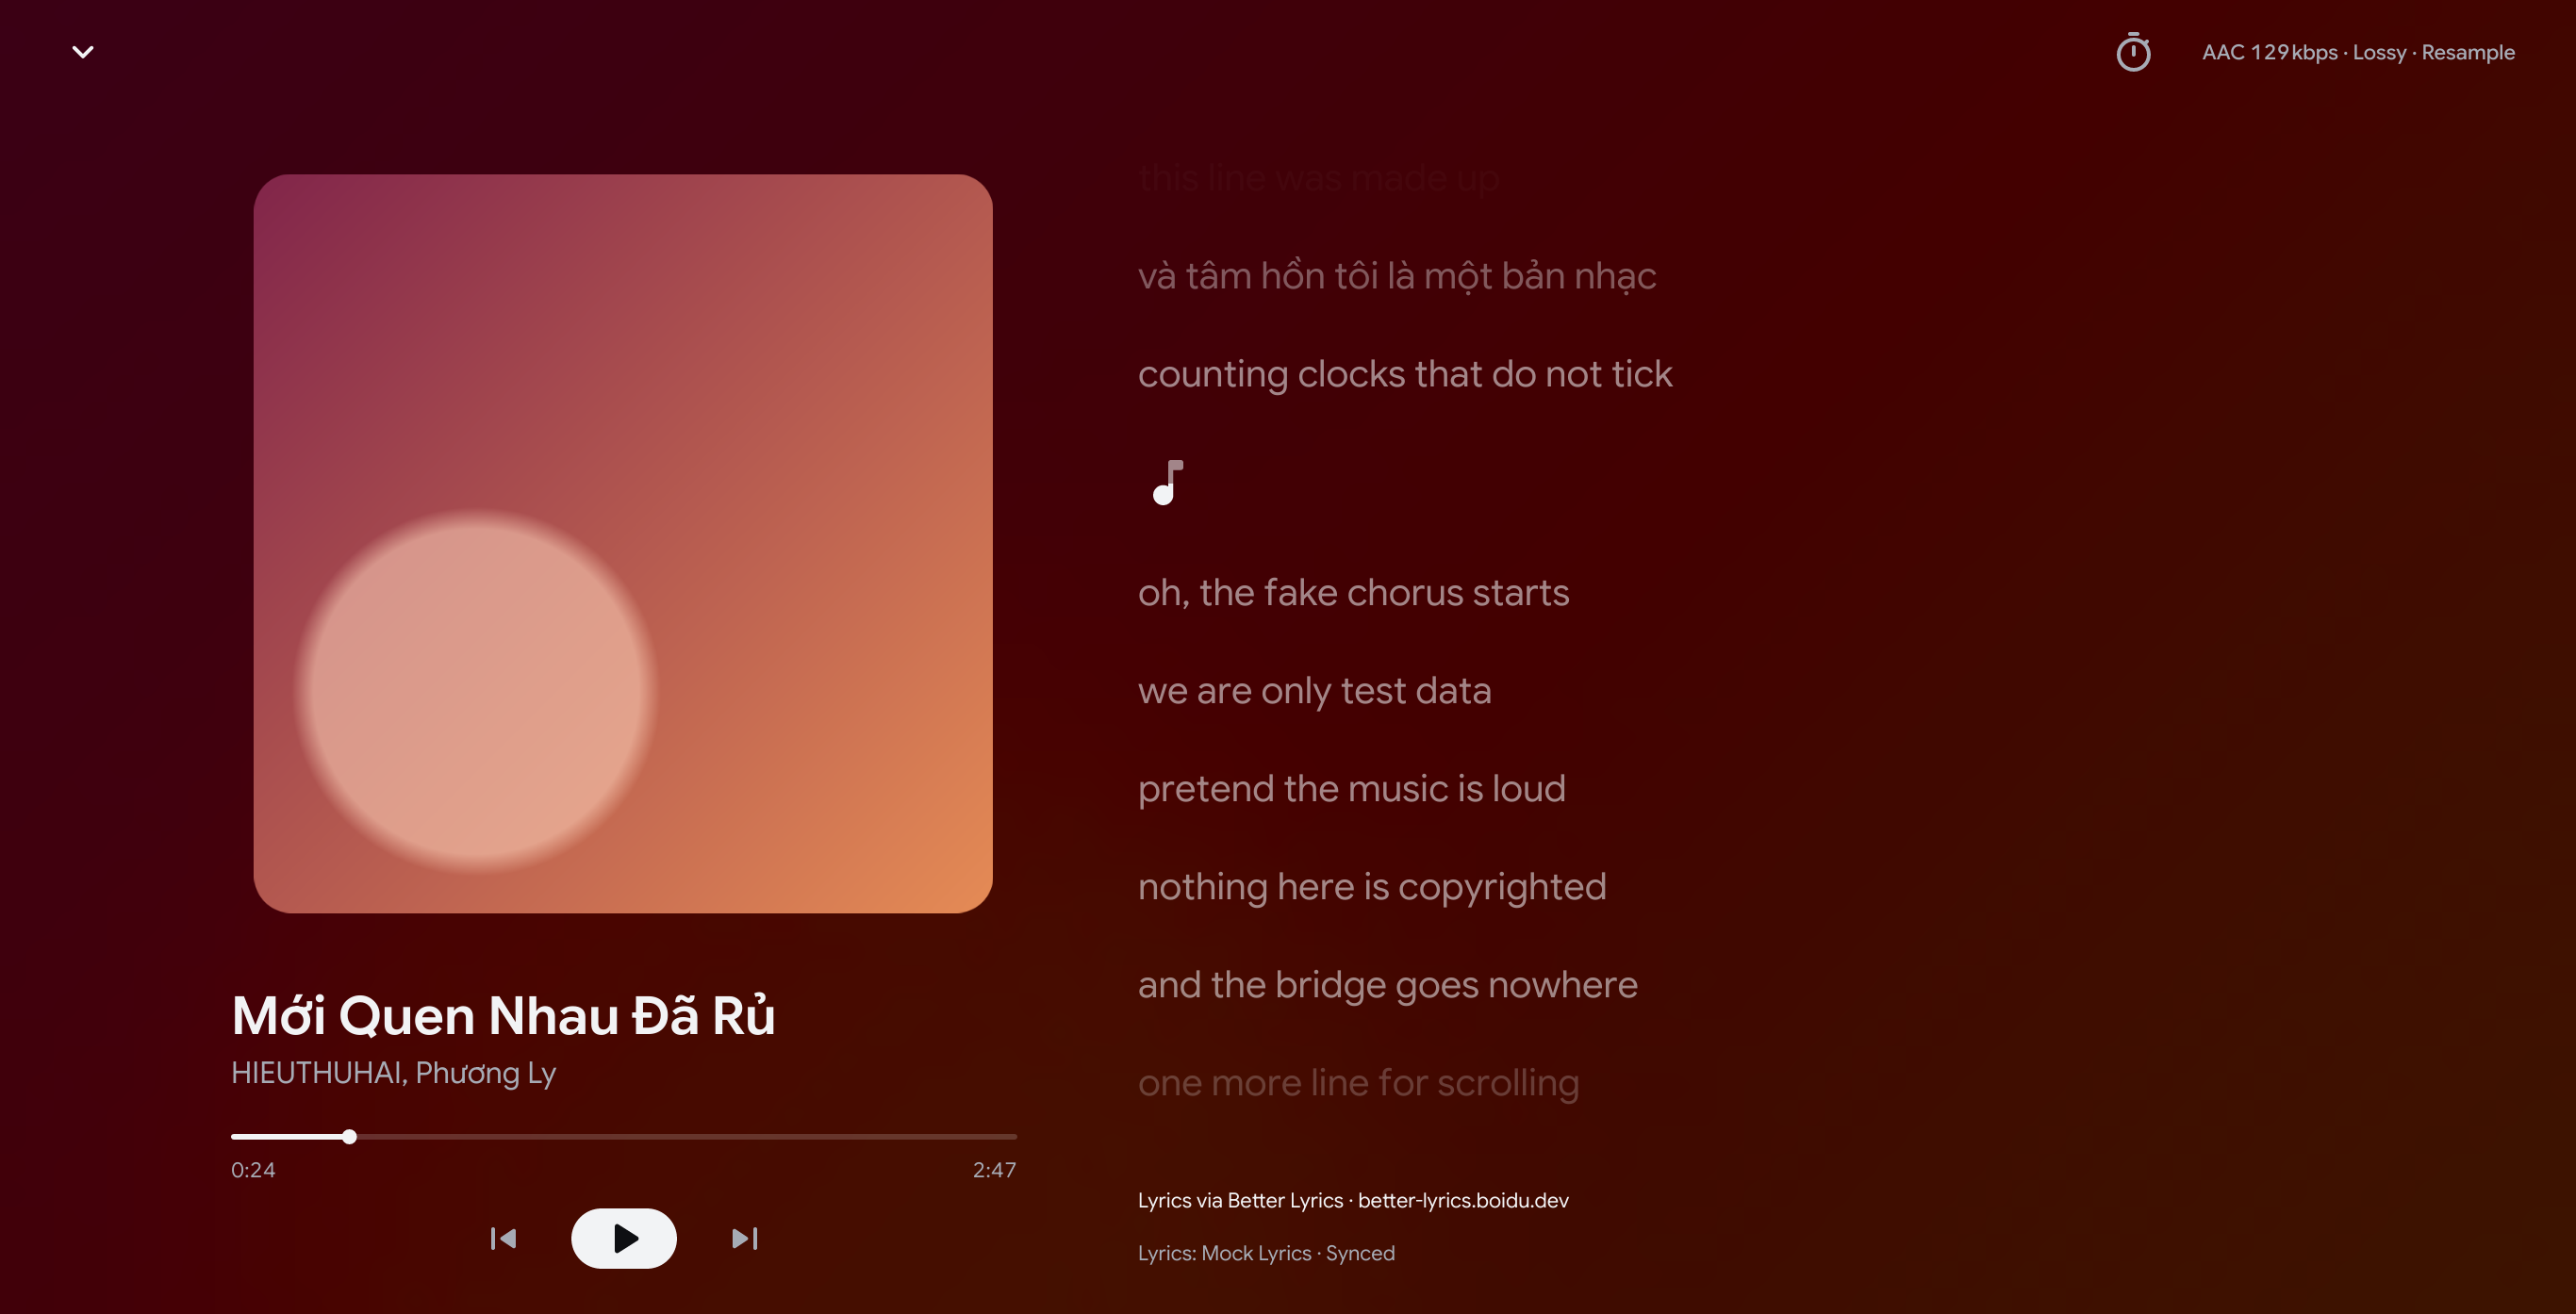 AAC 129 kbps · Lossy · Resample
this line was made up
và tâm hồn tôi là một bản nhạc
counting clocks that do not tick
oh, the fake chorus starts
we are only test data
pretend the music is loud
nothing here is copyrighted
and the bridge goes nowhere
one more line for scrolling
Lyrics via Better Lyrics · better-lyrics.boidu.dev
Lyrics: Mock Lyrics · Synced
Mới Quen Nhau Đã Rủ
HIEUTHUHAI, Phương Ly
0:24
2:47